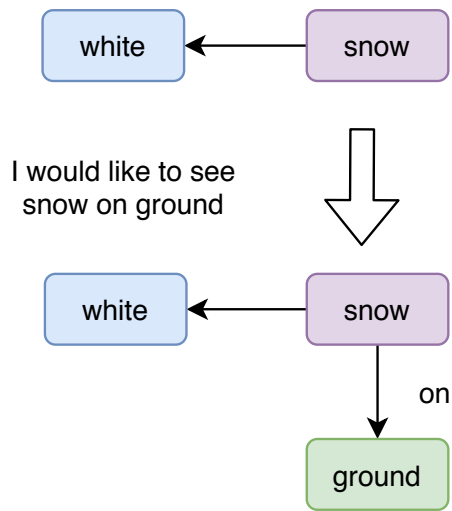 white
snow
I would like to see
snow on ground
white
snow
on
ground